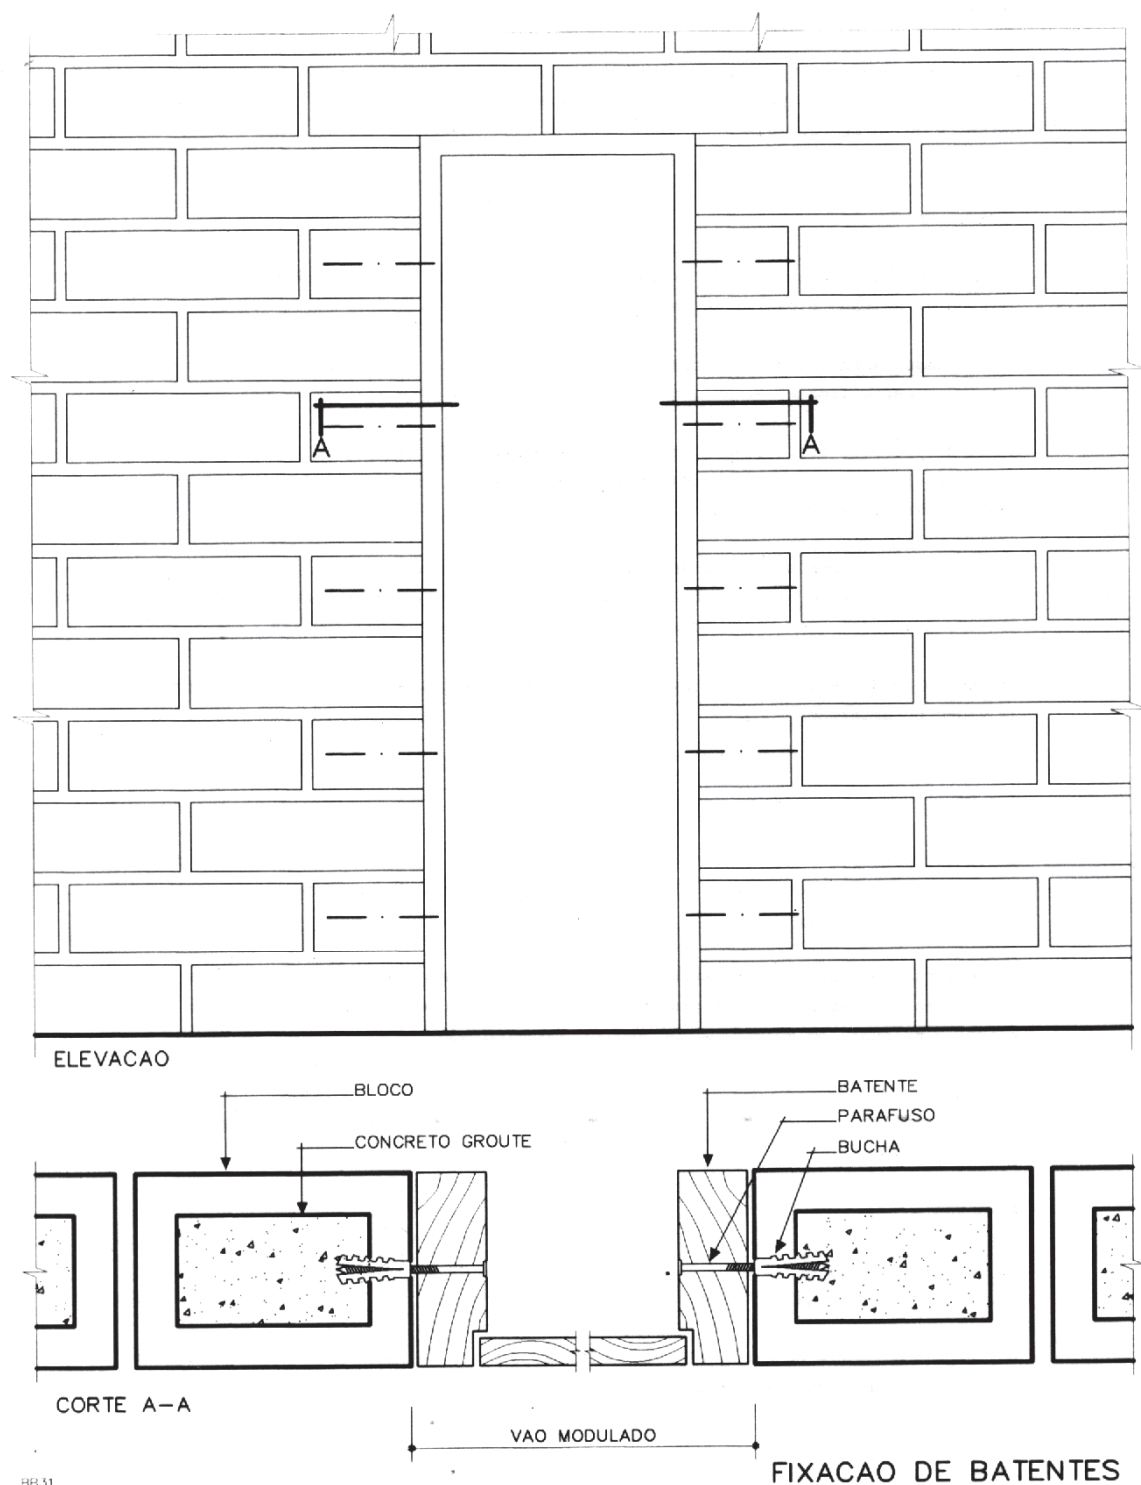 A A
ELEVACAO
BLOCO
CONCRETO GROUTE
BATENTE
PARAFUSO
BUCHA
CORTE A-A
VAO MODULADO
FIXACAO DE BATENTES